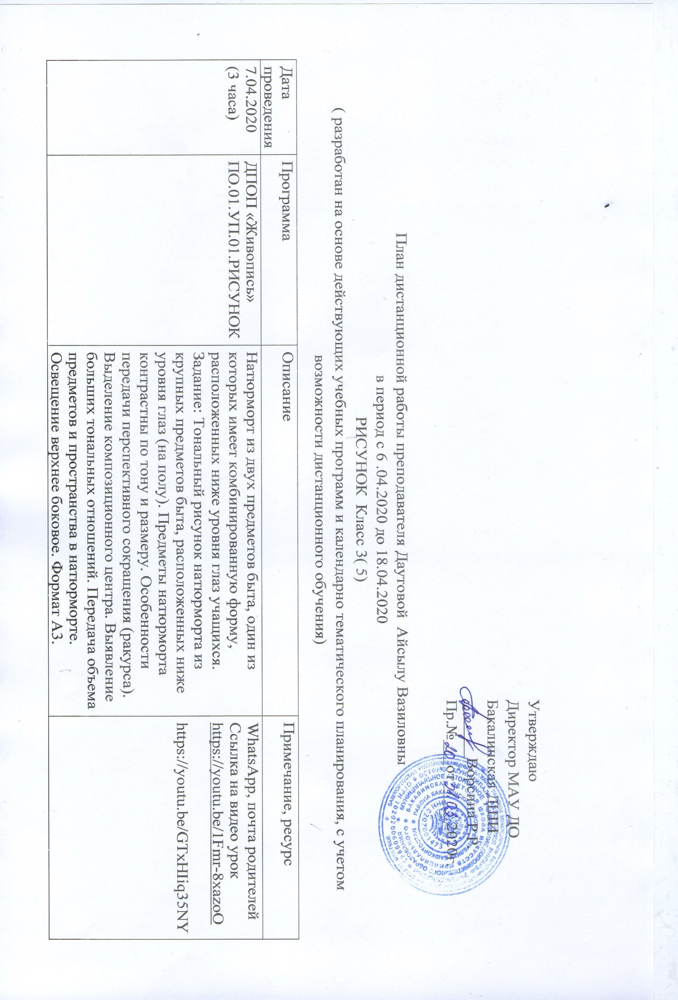 Утверждаю
Директор МАУ ДО
Бакалинская ДШИ
Ворсина Р.Р
Пр.№ 20 от 31.03 2020г.
План дистанционной работы преподавателя Даутовой Айсылу Вазиловны
в период с 6 .04.2020 до 18.04.2020
РИСУНОК Класс 3( 5)
( разработан на основе действующих учебных программ и календарно тематического планирования, с учетом
возможности дистанционного обучения)
Дата
проведения
Программа
Описание
Примечание, ресурс
7.04.2020
(3 часа)
ДПОП «Живопись»
ПО.01.УП.01.РИСУНОК
Натюрморт из двух предметов быта, один из
которых имеет комбинированную форму,
расположенных ниже уровня глаз учащихся.
Задание: Тональный рисунок натюрморта из
крупных предметов быта, расположенных ниже
уровня глаз (на полу). Предметы натюрморта
контрастны по тону и размеру. Особенности
передачи перспективного сокращения (ракурса).
Выделение композиционного центра. Выявление
больших тональных отношений. Передача объема
предметов и пространства в натюрморте.
Освещение верхнее боковое. Формат А3.
WhatsApp, почта родителей
Ссылка на видео урок
https://youtu.be/1Fmr-8xazoO
https://youtu.be/GTxHIiq35NY